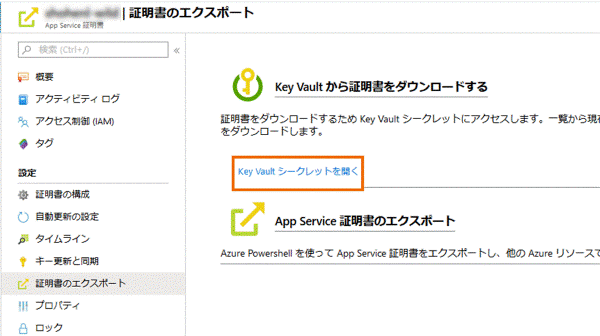 | 証明書のエクスポート
App Service 証明書
検索 (Ctrl+/)
概要
アクティビティ ログ
アクセス制御 (IAM)
タグ
設定
証明書の構成
自動更新の設定
タイムライン
キー更新と同期
証明書のエクスポート
プロパティ
ロック
Key Vault から証明書をダウンロードする
証明書をダウンロードするため Key Vault シークレットにアクセスします。一覧から現在
をダウンロードします。
Key Vault シークレットを開く
App Service 証明書のエクスポート
Azure Powershell を使って App Service 証明書をエクスポートし、他の Azure リソースで